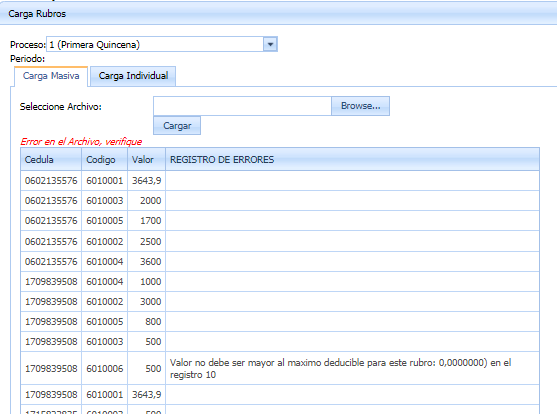 Carga Rubros
Proceso: 1 (Primera Quincena)
Periodo:
Carga Masiva Carga Individual
Seleccione Archivo: Browse...
Cargar
Error en el Archivo, verifique
Cedula Codigo Valor REGISTRO DE ERRORES
0602135576 6010001 3643,9
0602135576 6010003 2000
0602135576 6010005 1700
0602135576 6010002 2500
0602135576 6010004 3600
1709839508 6010004 1000
1709839508 6010002 3000
1709839508 6010005 800
1709839508 6010003 500
1709839508 6010006 500 Valor no debe ser mayor al maximo deducible para este rubro: 0,0000000) en el
registro 10
1709839508 6010001 3643,9